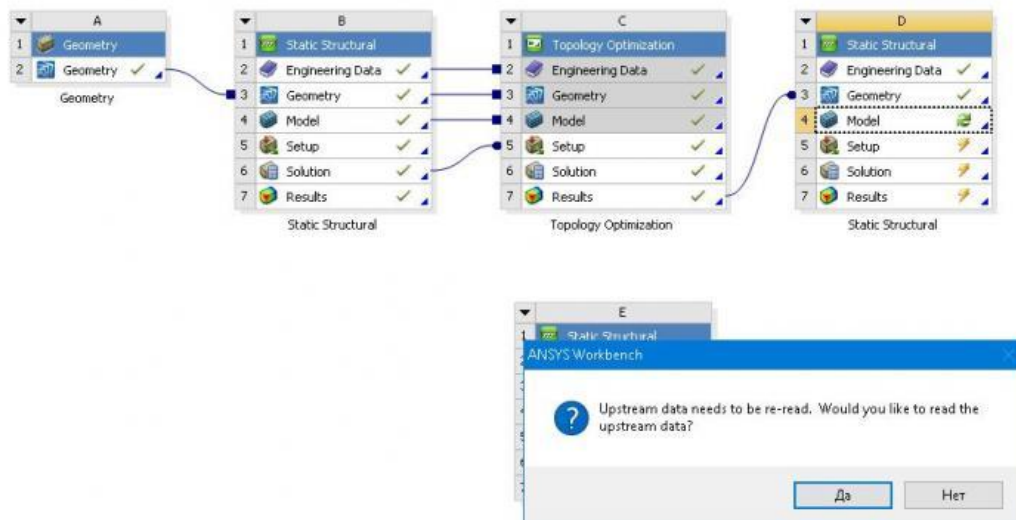 A
1 Geometry
2 Geometry
Geometry
B
1 Static Structural
2 Engineering Data
3 Geometry
4 Model
5 Setup
6 Solution
7 Results
Static Structural
C
1 Topology Optimization
2 Engineering Data
3 Geometry
4 Model
5 Setup
6 Solution
7 Results
Topology Optimization
D
1 Static Structural
2 Engineering Data
3 Geometry
4 Model
5 Setup
6 Solution
7 Results
Static Structural
E
1 Static Structural
ANSYS Workbench
Upstream data needs to be re-read. Would you like to read the
upstream data?
Да Нет